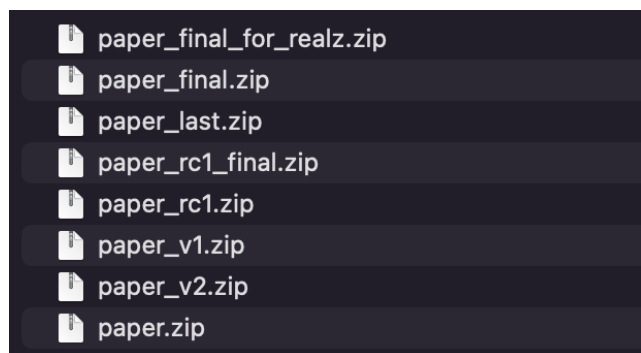 paper_final_for_realz.zip
paper_final.zip
paper_last.zip
paper_rc1_final.zip
paper_rc1.zip
paper_v1.zip
paper_v2.zip
paper.zip